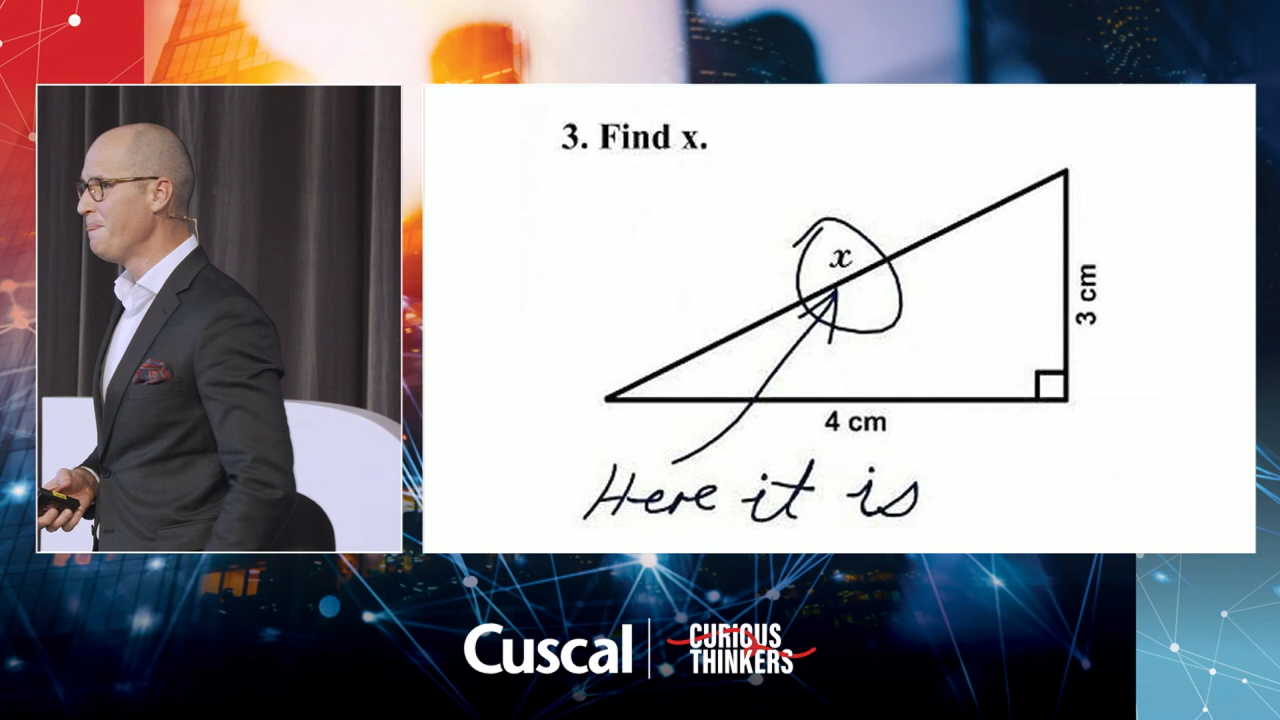 3. Find x.
x
3 cm
4 cm
Here it is
Cuscal
CURIOUS
THINKERS